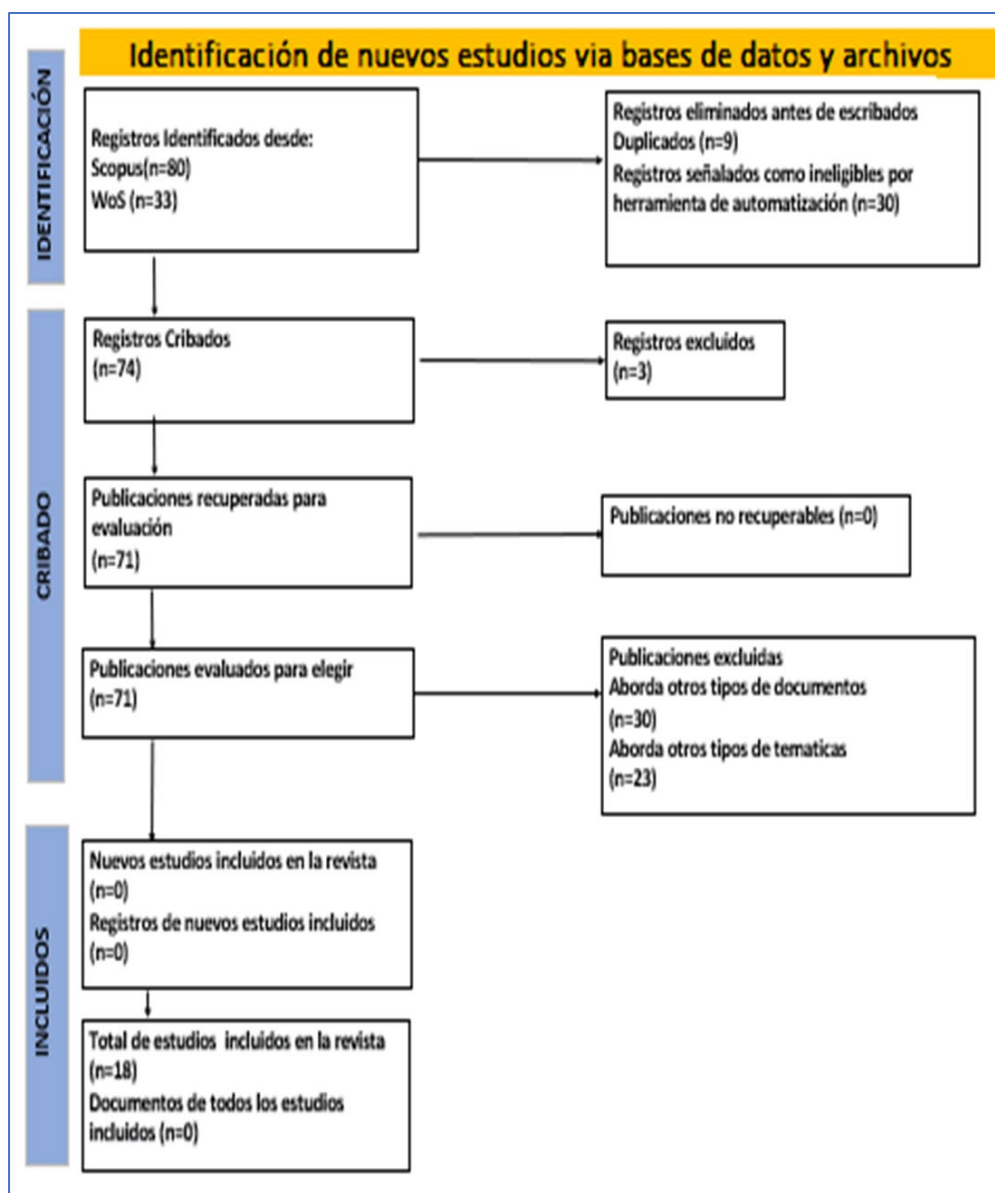 Identificación de nuevos estudios via bases de datos y archivos
IDENTIFICACIÓN
Registros Identificados desde:
Scopus(n=80)
WoS (n=33)
Registros eliminados antes de escribados
Duplicados (n=9)
Registros señalados como ineligibles por
herramienta de automatización (n=30)
CRIBADO
Registros Cribados
(n=74)
Registros excluidos
(n=3)
Publicaciones recuperadas para
evaluación
(n=71)
Publicaciones no recuperables (n=0)
Publicaciones evaluados para elegir
(n=71)
Publicaciones excluidas
Aborda otros tipos de documentos
(n=30)
Aborda otros tipos de tematicas
(n=23)
INCLUIDOS
Nuevos estudios incluidos en la revista
(n=0)
Registros de nuevos estudios incluidos
(n=0)
Total de estudios incluidos en la revista
(n=18)
Documentos de todos los estudios
incluidos (n=0)